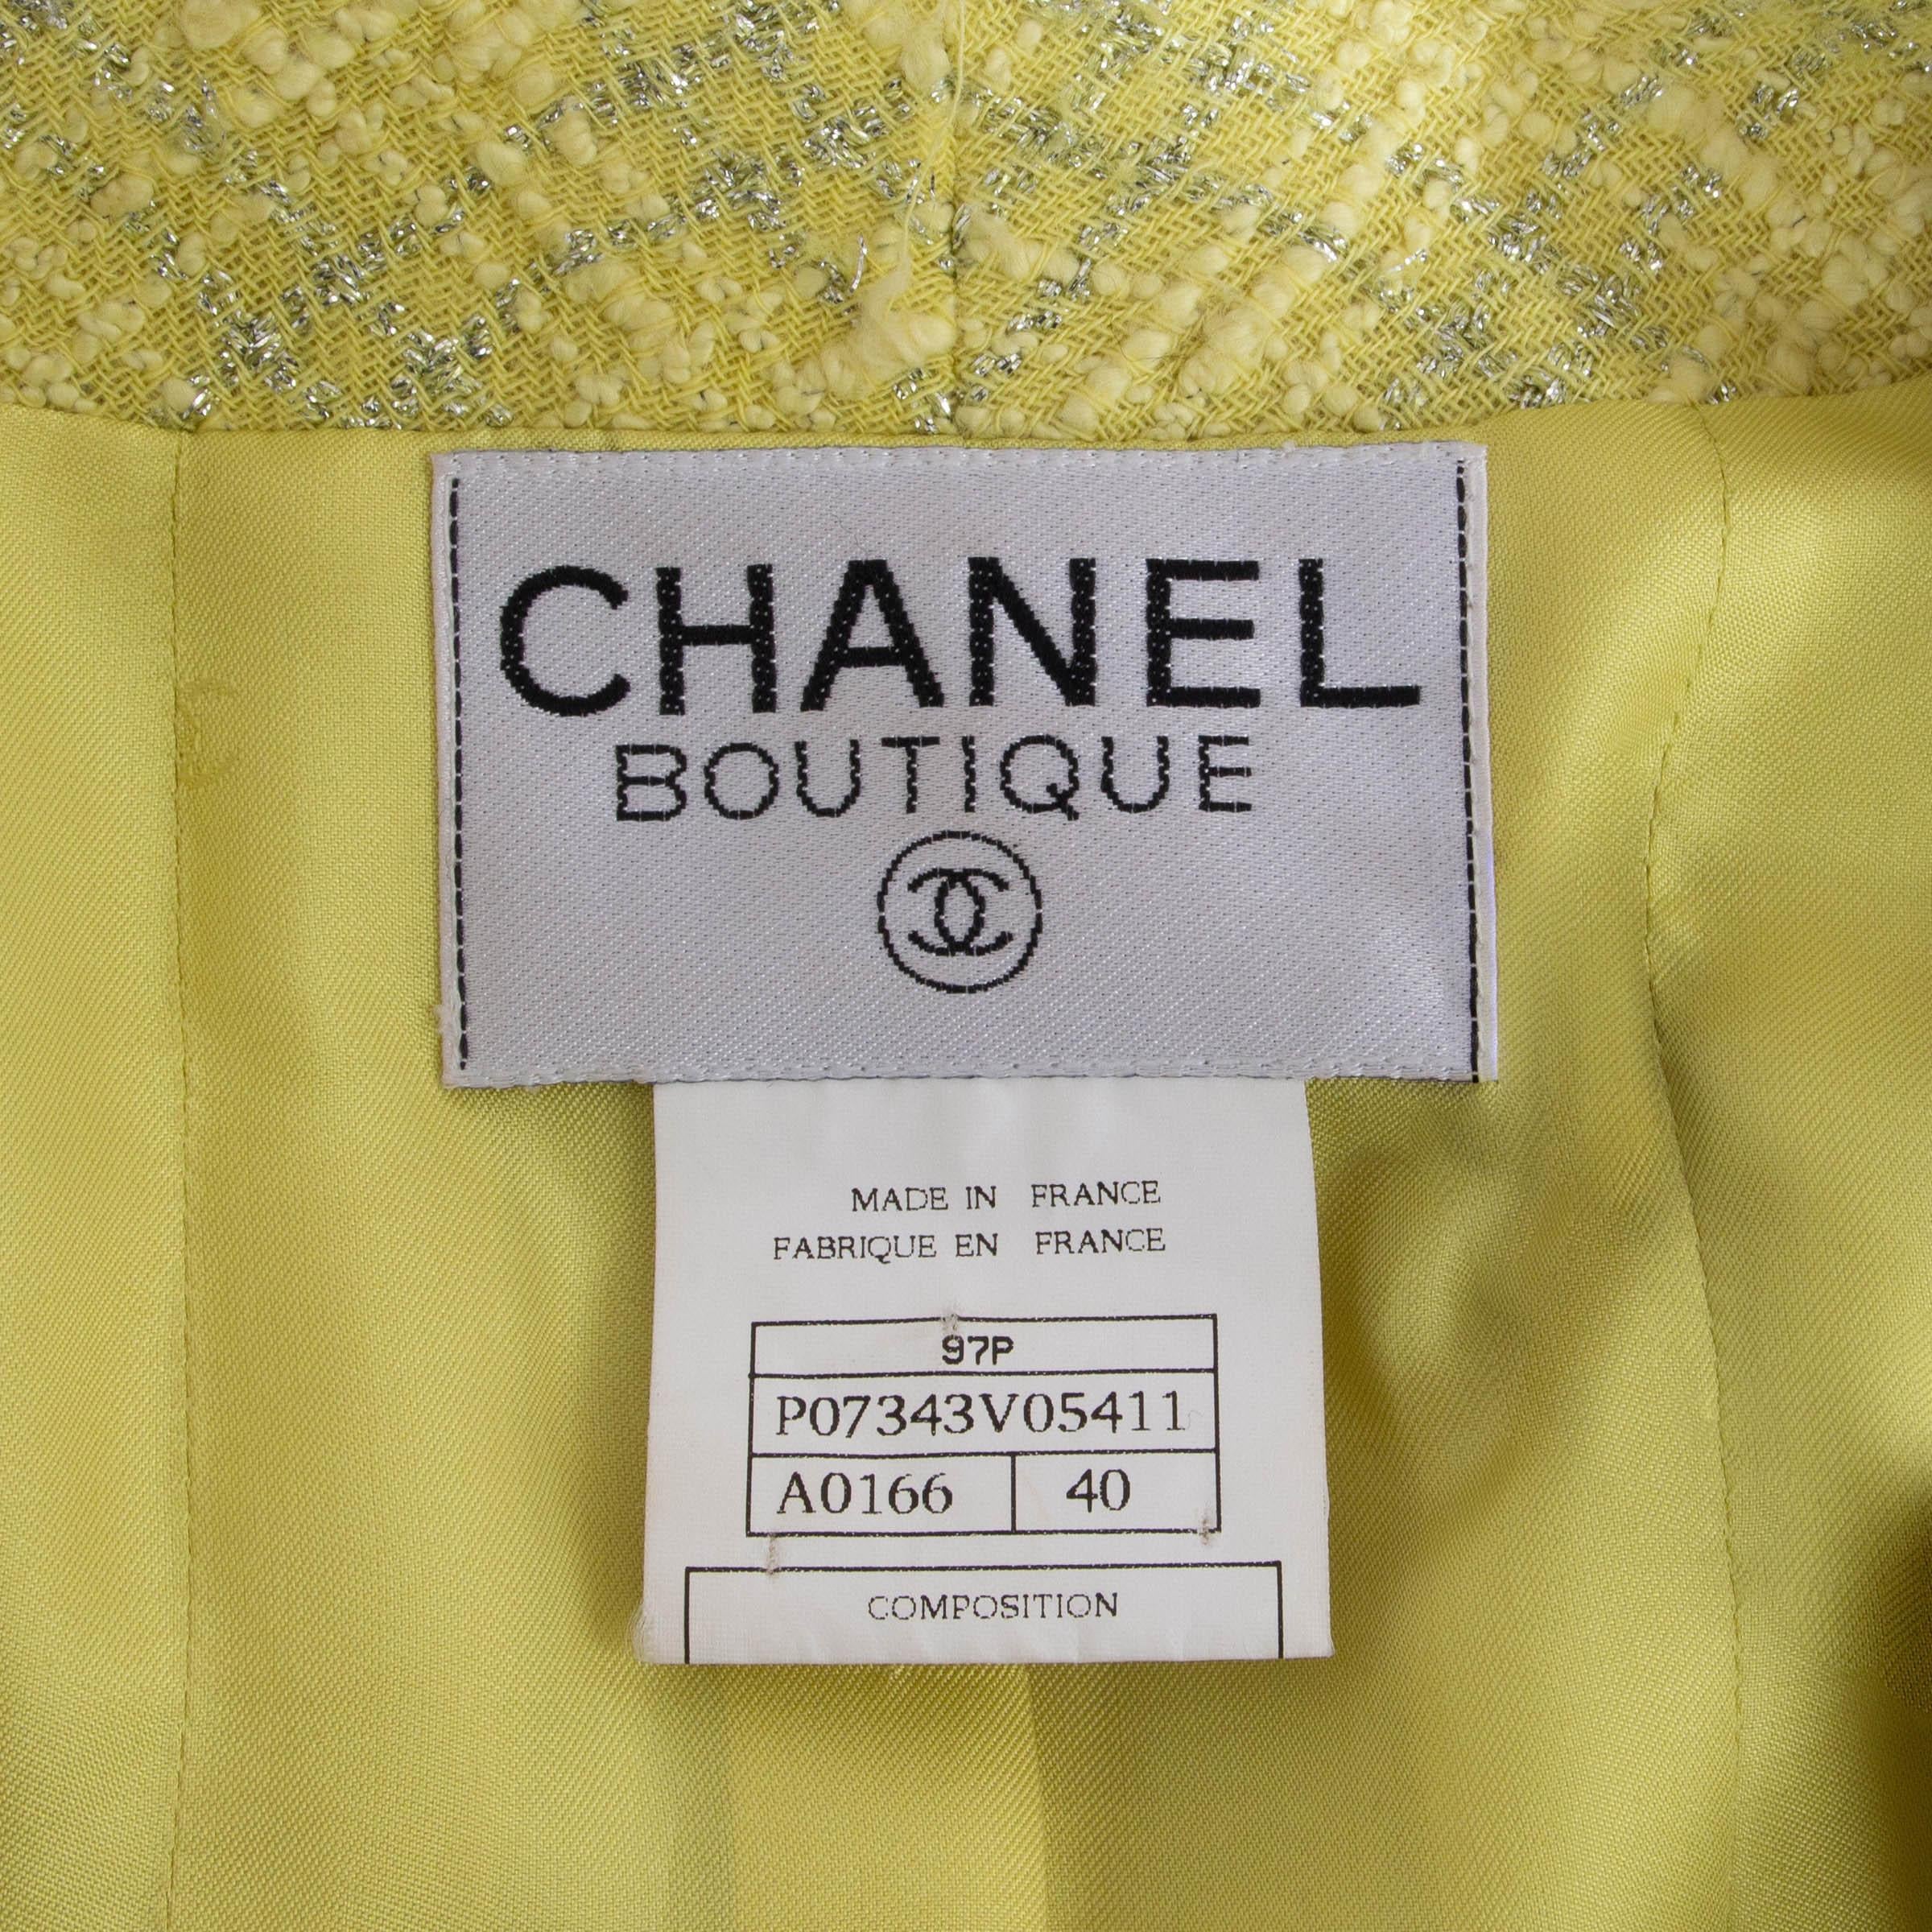 CHANEL
BOUTIQUE
MADE IN FRANCE
FABRIQUE EN FRANCE
97P
P07343V05411
A0166 40
COMPOSITION